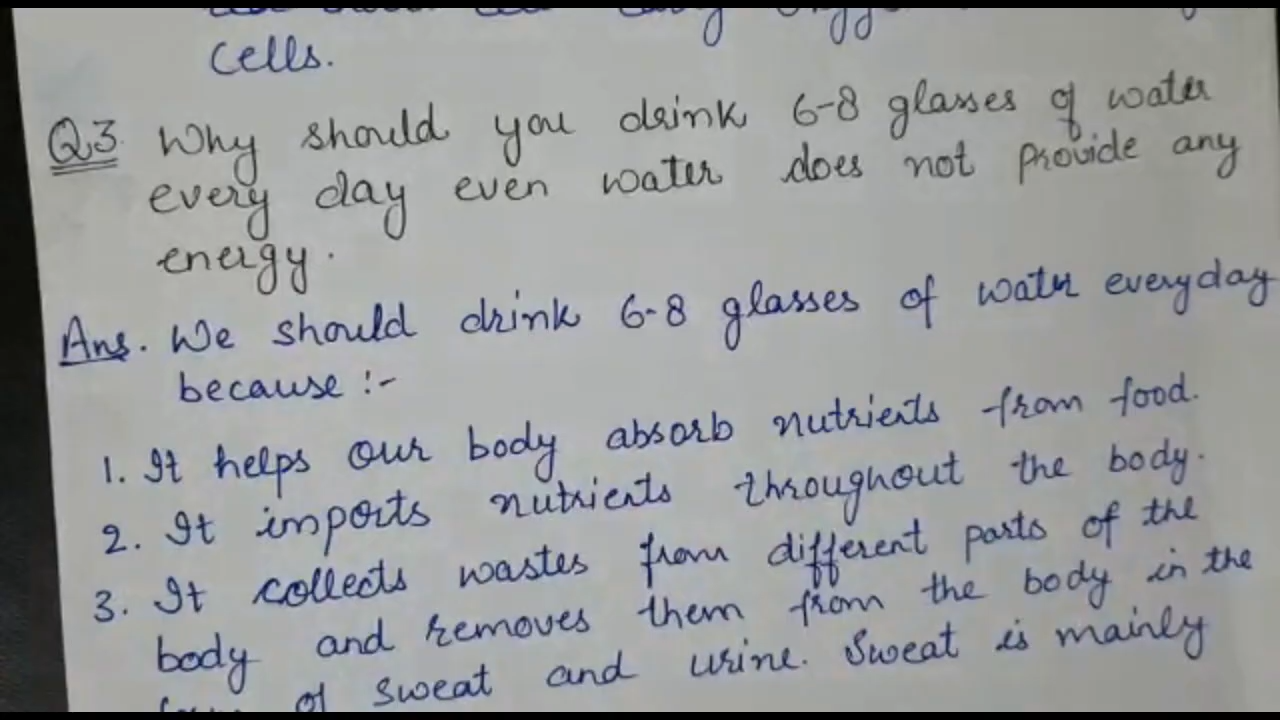 cells.
Q3 Why should you drink 6-8 glasses of water
every day even water does not provide any
energy.
Ans. We should drink 6-8 glasses of water everyday
because :-
1. It helps our body absorb nutrients from food.
2. It imports nutrients throughout the body.
3. It collects wastes from different parts of the
body and removes them from the body in the
of sweat and urine. Sweat is mainly